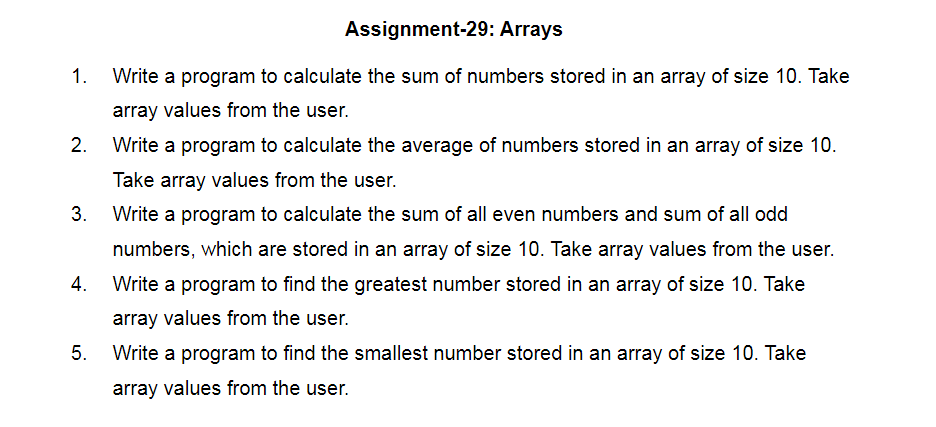 Assignment-29: Arrays
1. Write a program to calculate the sum of numbers stored in an array of size 10. Take
array values from the user.
2. Write a program to calculate the average of numbers stored in an array of size 10.
Take array values from the user.
3. Write a program to calculate the sum of all even numbers and sum of all odd
numbers, which are stored in an array of size 10. Take array values from the user.
4. Write a program to find the greatest number stored in an array of size 10. Take
array values from the user.
5. Write a program to find the smallest number stored in an array of size 10. Take
array values from the user.